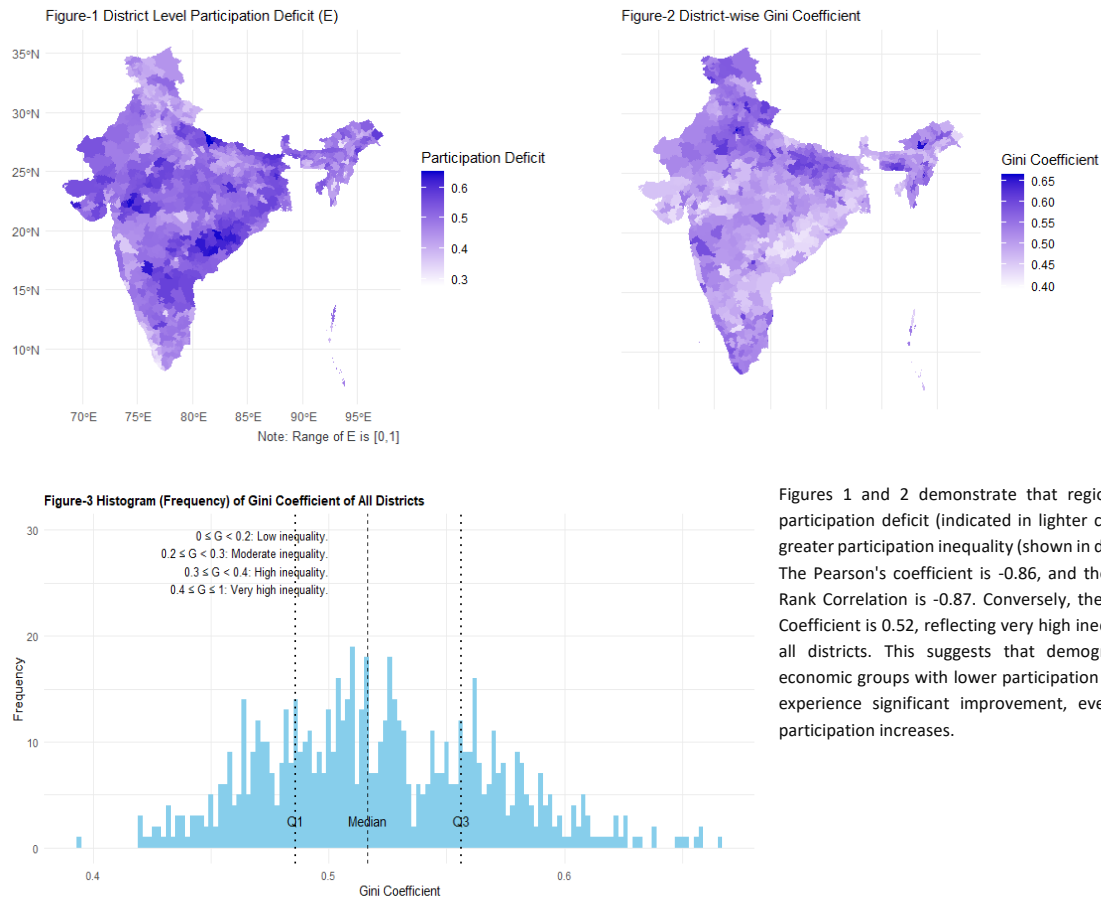 Figure-1 District Level Participation Deficit (E)
35°N
30°N
25°N
20°N
15°N
10°N
70°E 75°E 80°E 85°E 90°E 95°E
Note: Range of E is [0,1]
Participation Deficit
0.6
0.5
0.4
0.3
Figure-2 District-wise Gini Coefficient
Gini Coefficient
0.65
0.60
0.55
0.50
0.45
0.40
Figure-3 Histogram (Frequency) of Gini Coefficient of All Districts
0 ≤ G < 0.2: Low inequality.
0.2 ≤ G < 0.3: Moderate inequality.
0.3 ≤ G < 0.4: High inequality.
0.4 ≤ G ≤ 1: Very high inequality.
30
20
10
0
Frequency
Q1 Median Q3
0.4 0.5 0.6
Gini Coefficient
Figures 1 and 2 demonstrate that regio
participation deficit (indicated in lighter c
greater participation inequality (shown in d
The Pearson's coefficient is -0.86, and the
Rank Correlation is -0.87. Conversely, the
Coefficient is 0.52, reflecting very high ineq
all districts. This suggests that demogr
economic groups with lower participation
experience significant improvement, eve
participation increases.